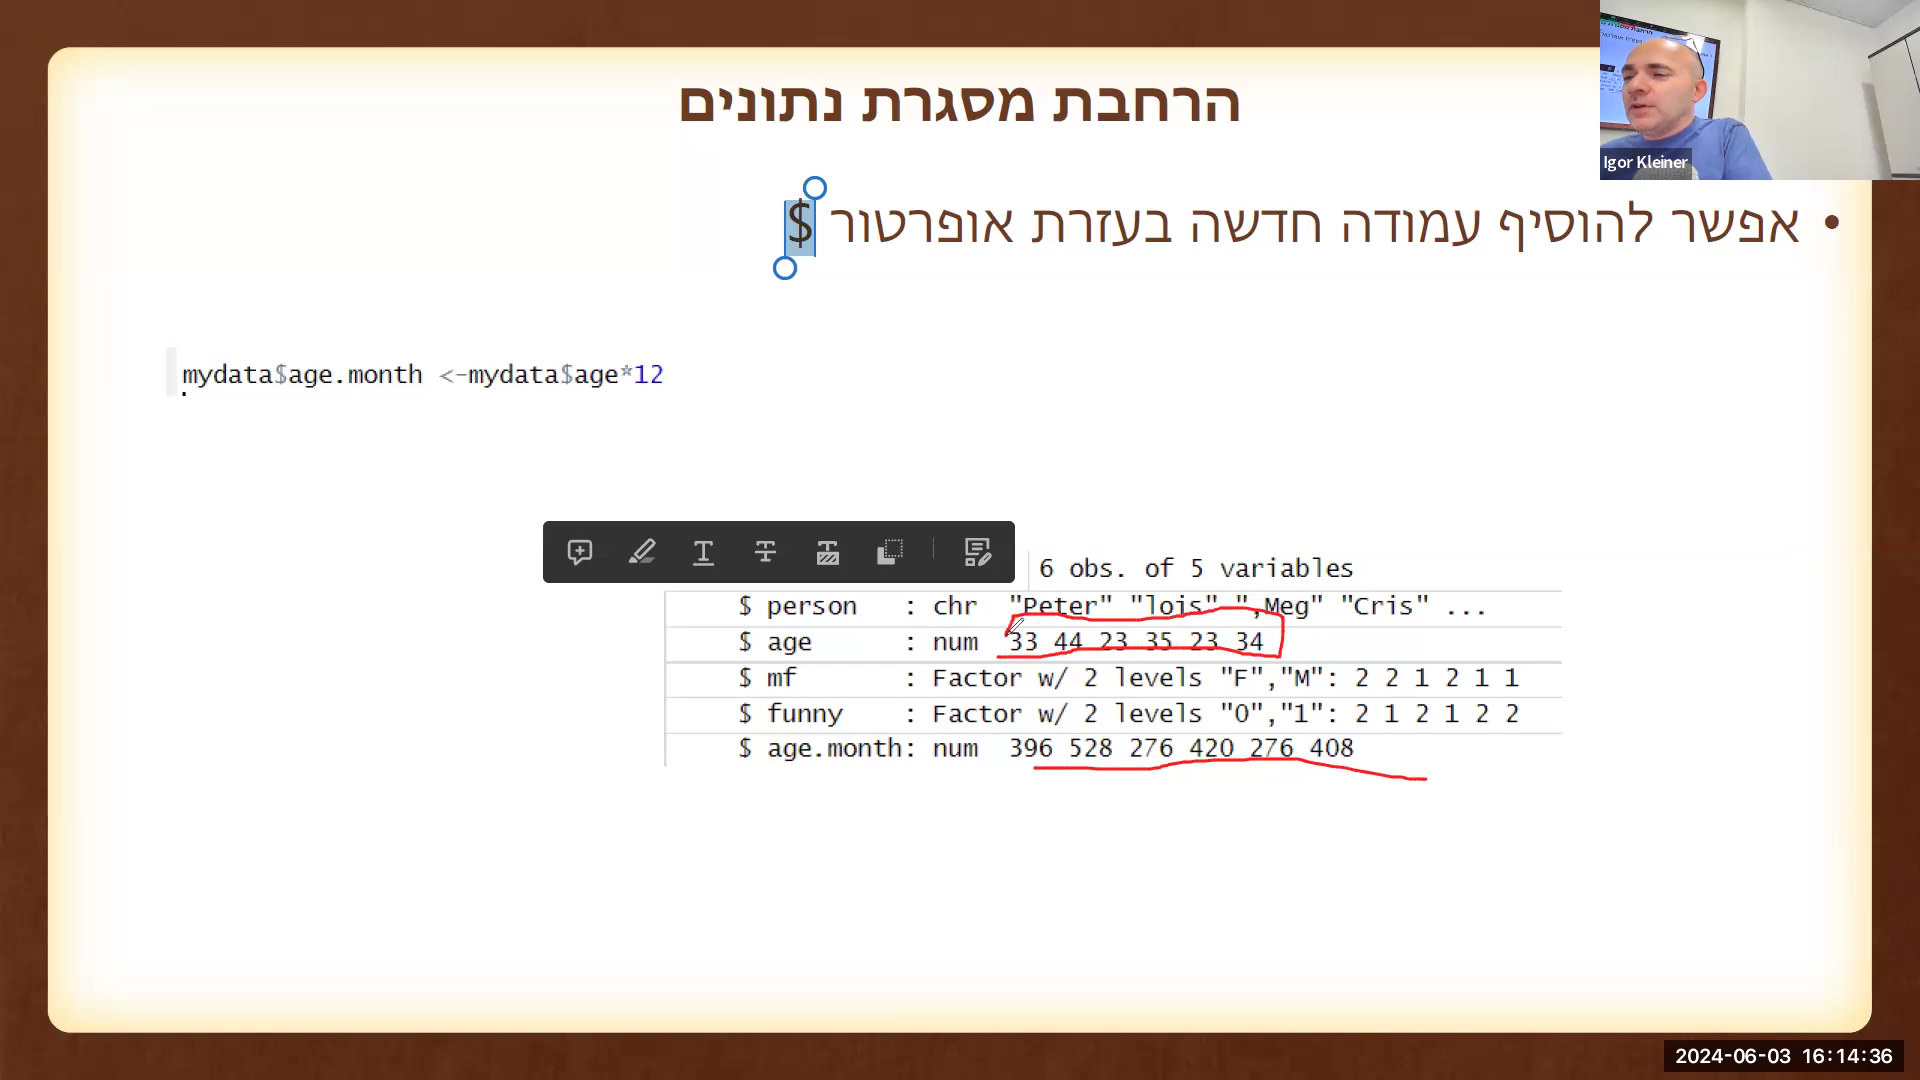 הרחבת מסגרת נתונים
Igor Kleiner
• אפשר להוסיף עמודה חדשה בעזרת אופרטור $
mydata$age.month <-mydata$age*12
6 obs. of 5 variables
$ person : chr "Peter" "lois" ",Meg" "Cris" ...
$ age : num 33 44 23 35 23 34
$ mf : Factor w/ 2 levels "F","M": 2 2 1 2 1 1
$ funny : Factor w/ 2 levels "0","1": 2 1 2 1 2 2
$ age.month: num 396 528 276 420 276 408
2024-06-03 16:14:36